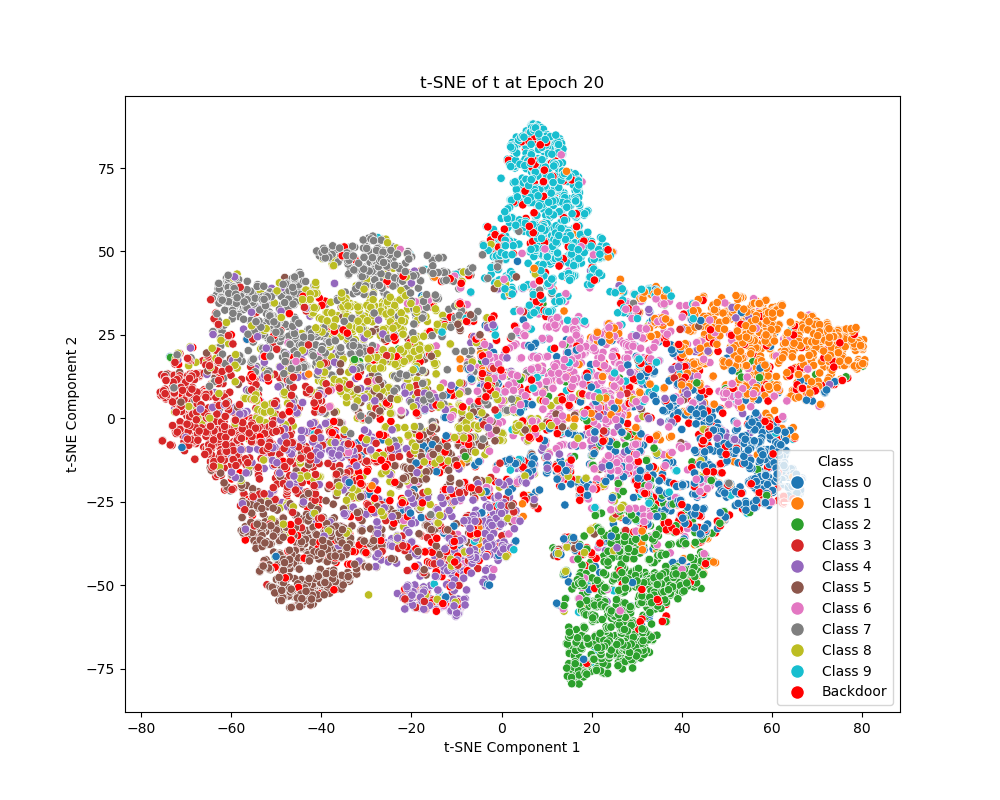 t-SNE of t at Epoch 20
t-SNE Component 2
75
50
25
0
−25
−50
−75
−80
−60
−40
−20
0
20
40
60
80
t-SNE Component 1
Class
Class 0
Class 1
Class 2
Class 3
Class 4
Class 5
Class 6
Class 7
Class 8
Class 9
Backdoor